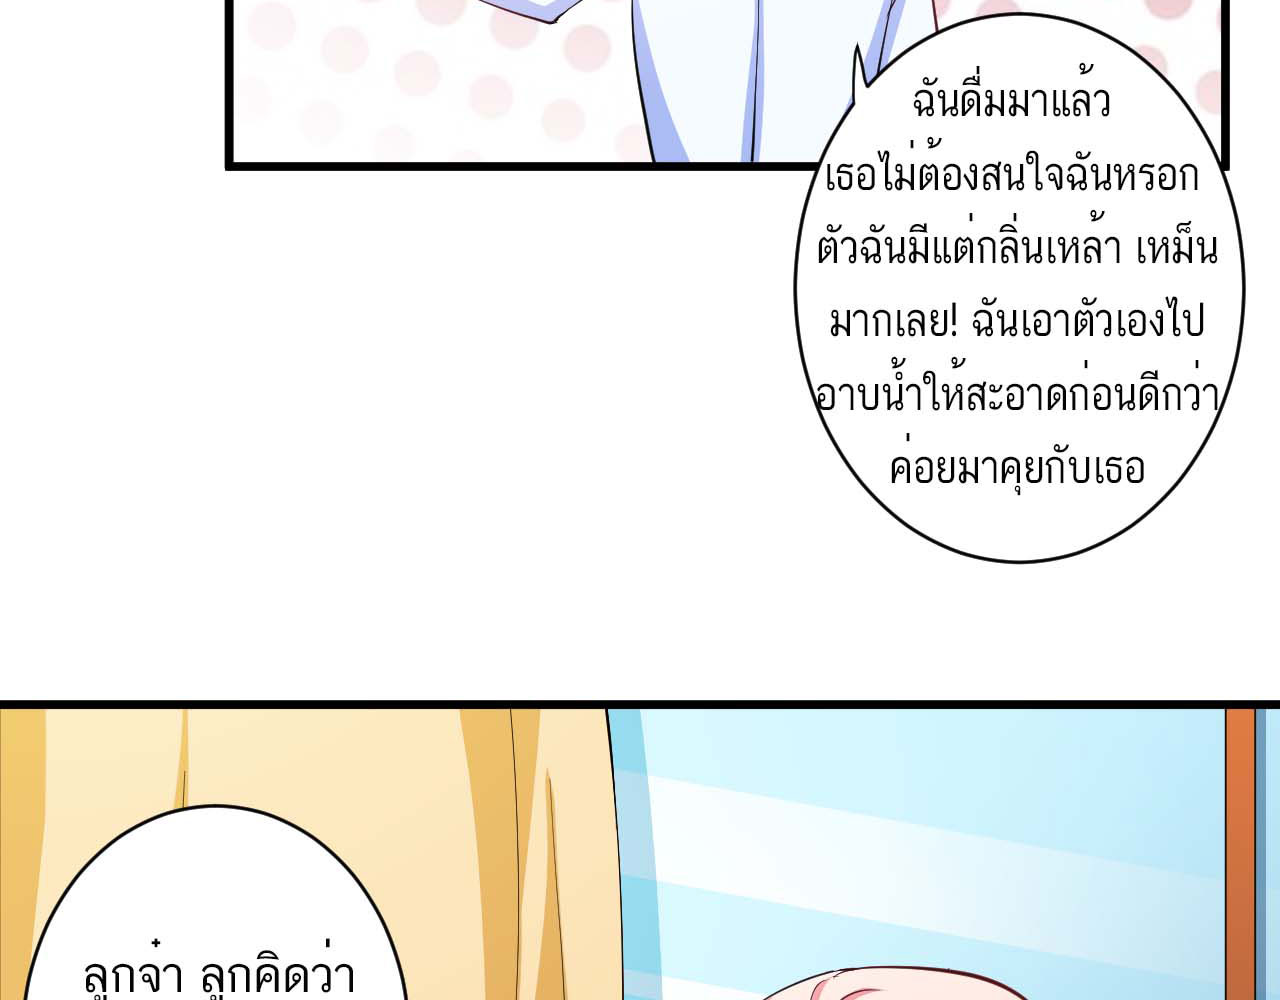 ฉันดื่มมาแล้ว
เธอไม่ต้องสนใจฉันหรอก
ตัวฉันมีแต่กลิ่นเหล้า เหม็น
มากเลย! ฉันเอาตัวเองไป
อาบน้ำให้สะอาดก่อนดีกว่า
ค่อยมาคุยกับเธอ
ลูกจ๋า ลูกคิดว่า